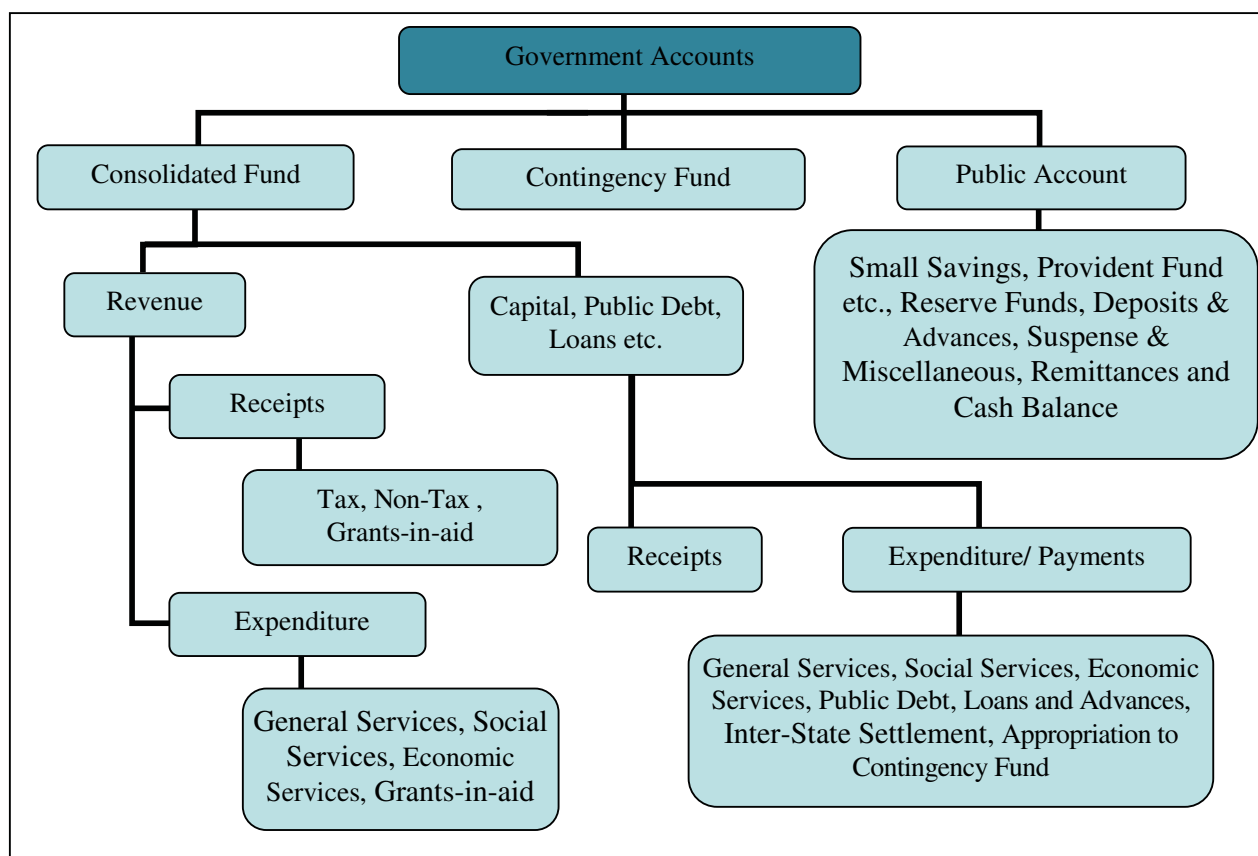 Government Accounts
Consolidated Fund
Contingency Fund
Public Account
Revenue
Capital, Public Debt,
Loans etc.
Small Savings, Provident Fund
etc., Reserve Funds, Deposits &
Advances, Suspense &
Miscellaneous, Remittances and
Cash Balance
Receipts
Tax, Non-Tax ,
Grants-in-aid
Receipts
Expenditure/ Payments
Expenditure
General Services, Social
Services, Economic
Services, Grants-in-aid
General Services, Social Services, Economic
Services, Public Debt, Loans and Advances,
Inter-State Settlement, Appropriation to
Contingency Fund